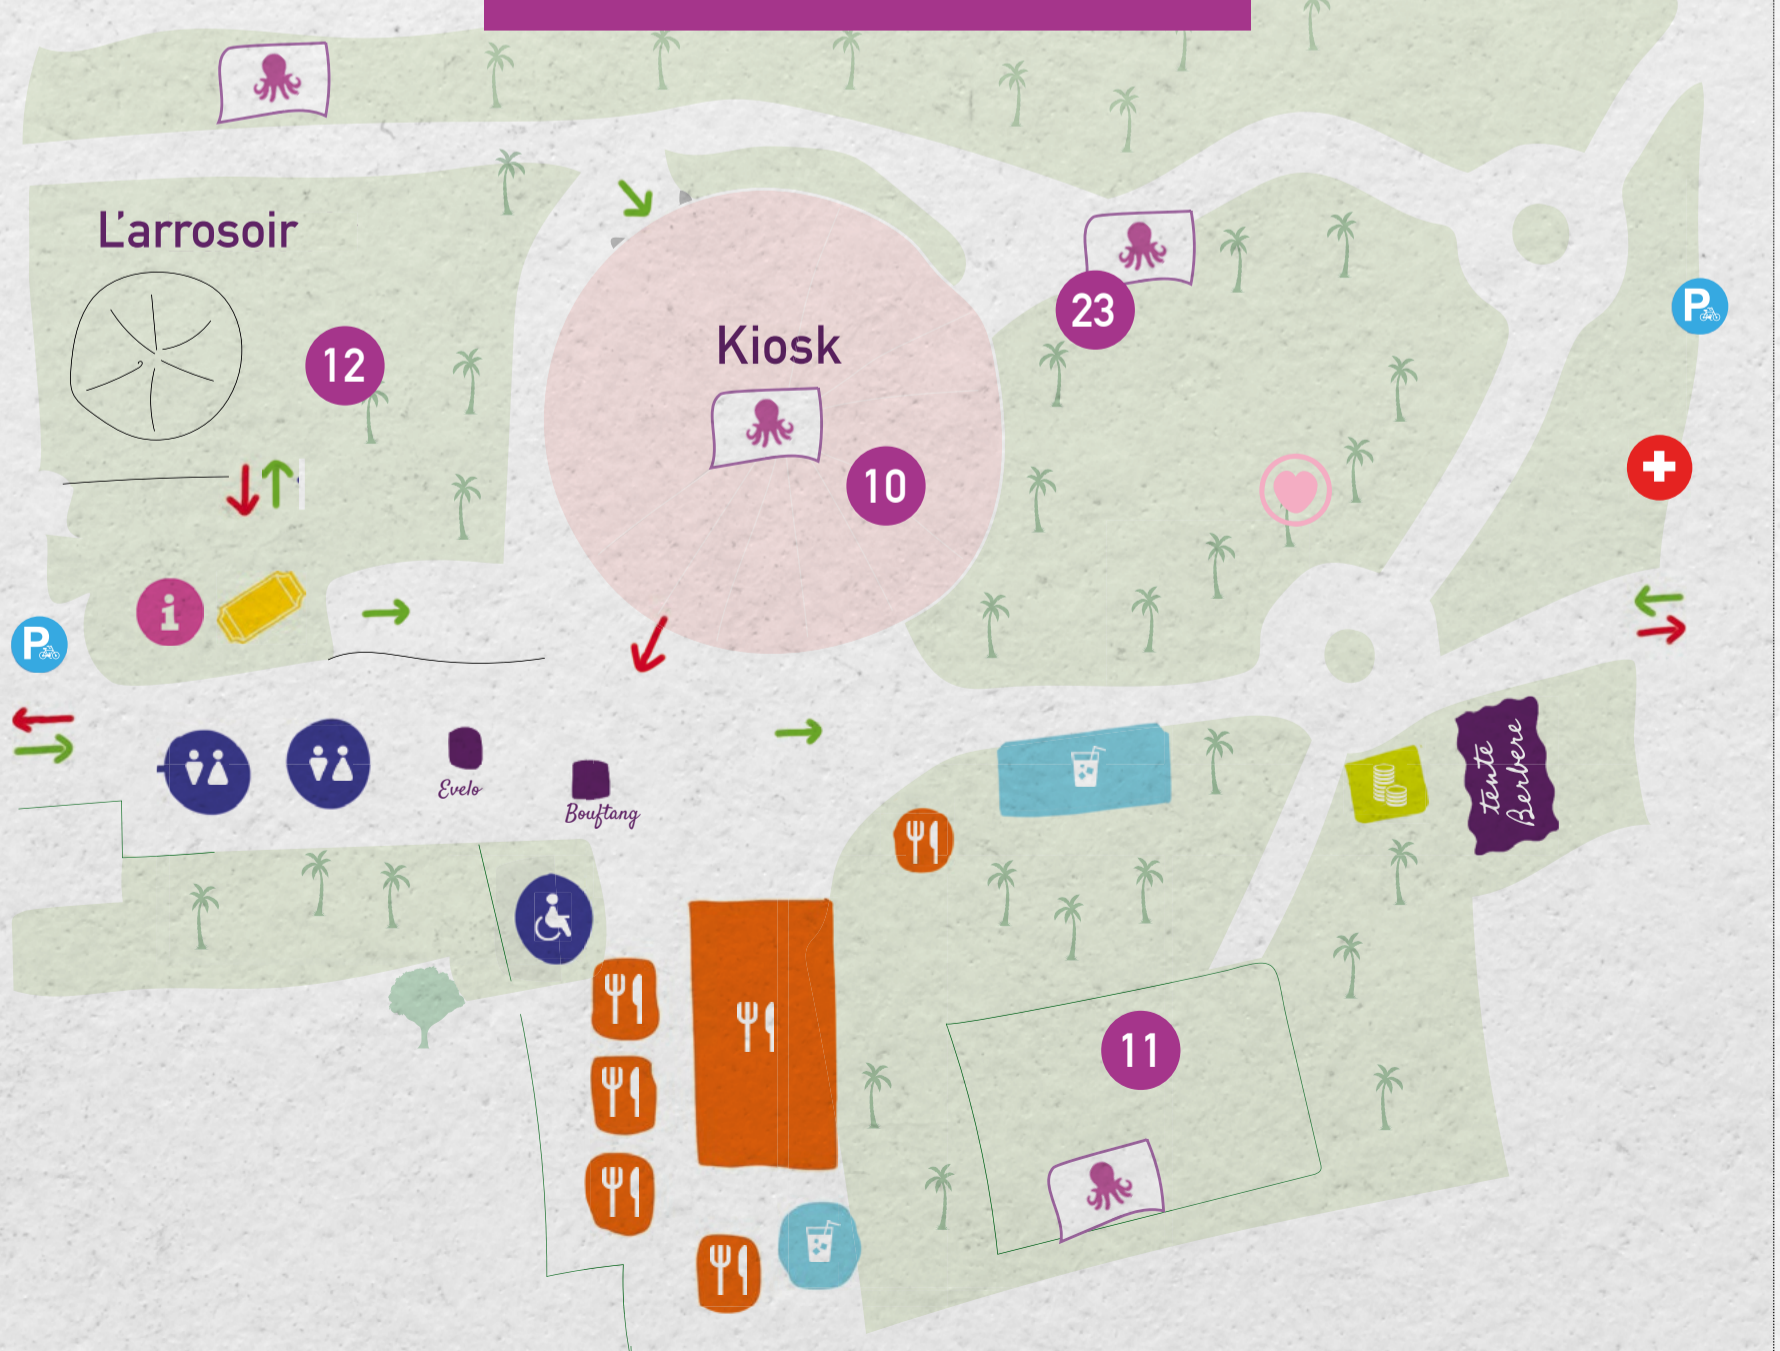 L'arrosoir
12
Kiosk
10
23
P
i
P
Evelo
Bouftang
tente
Berbere
11